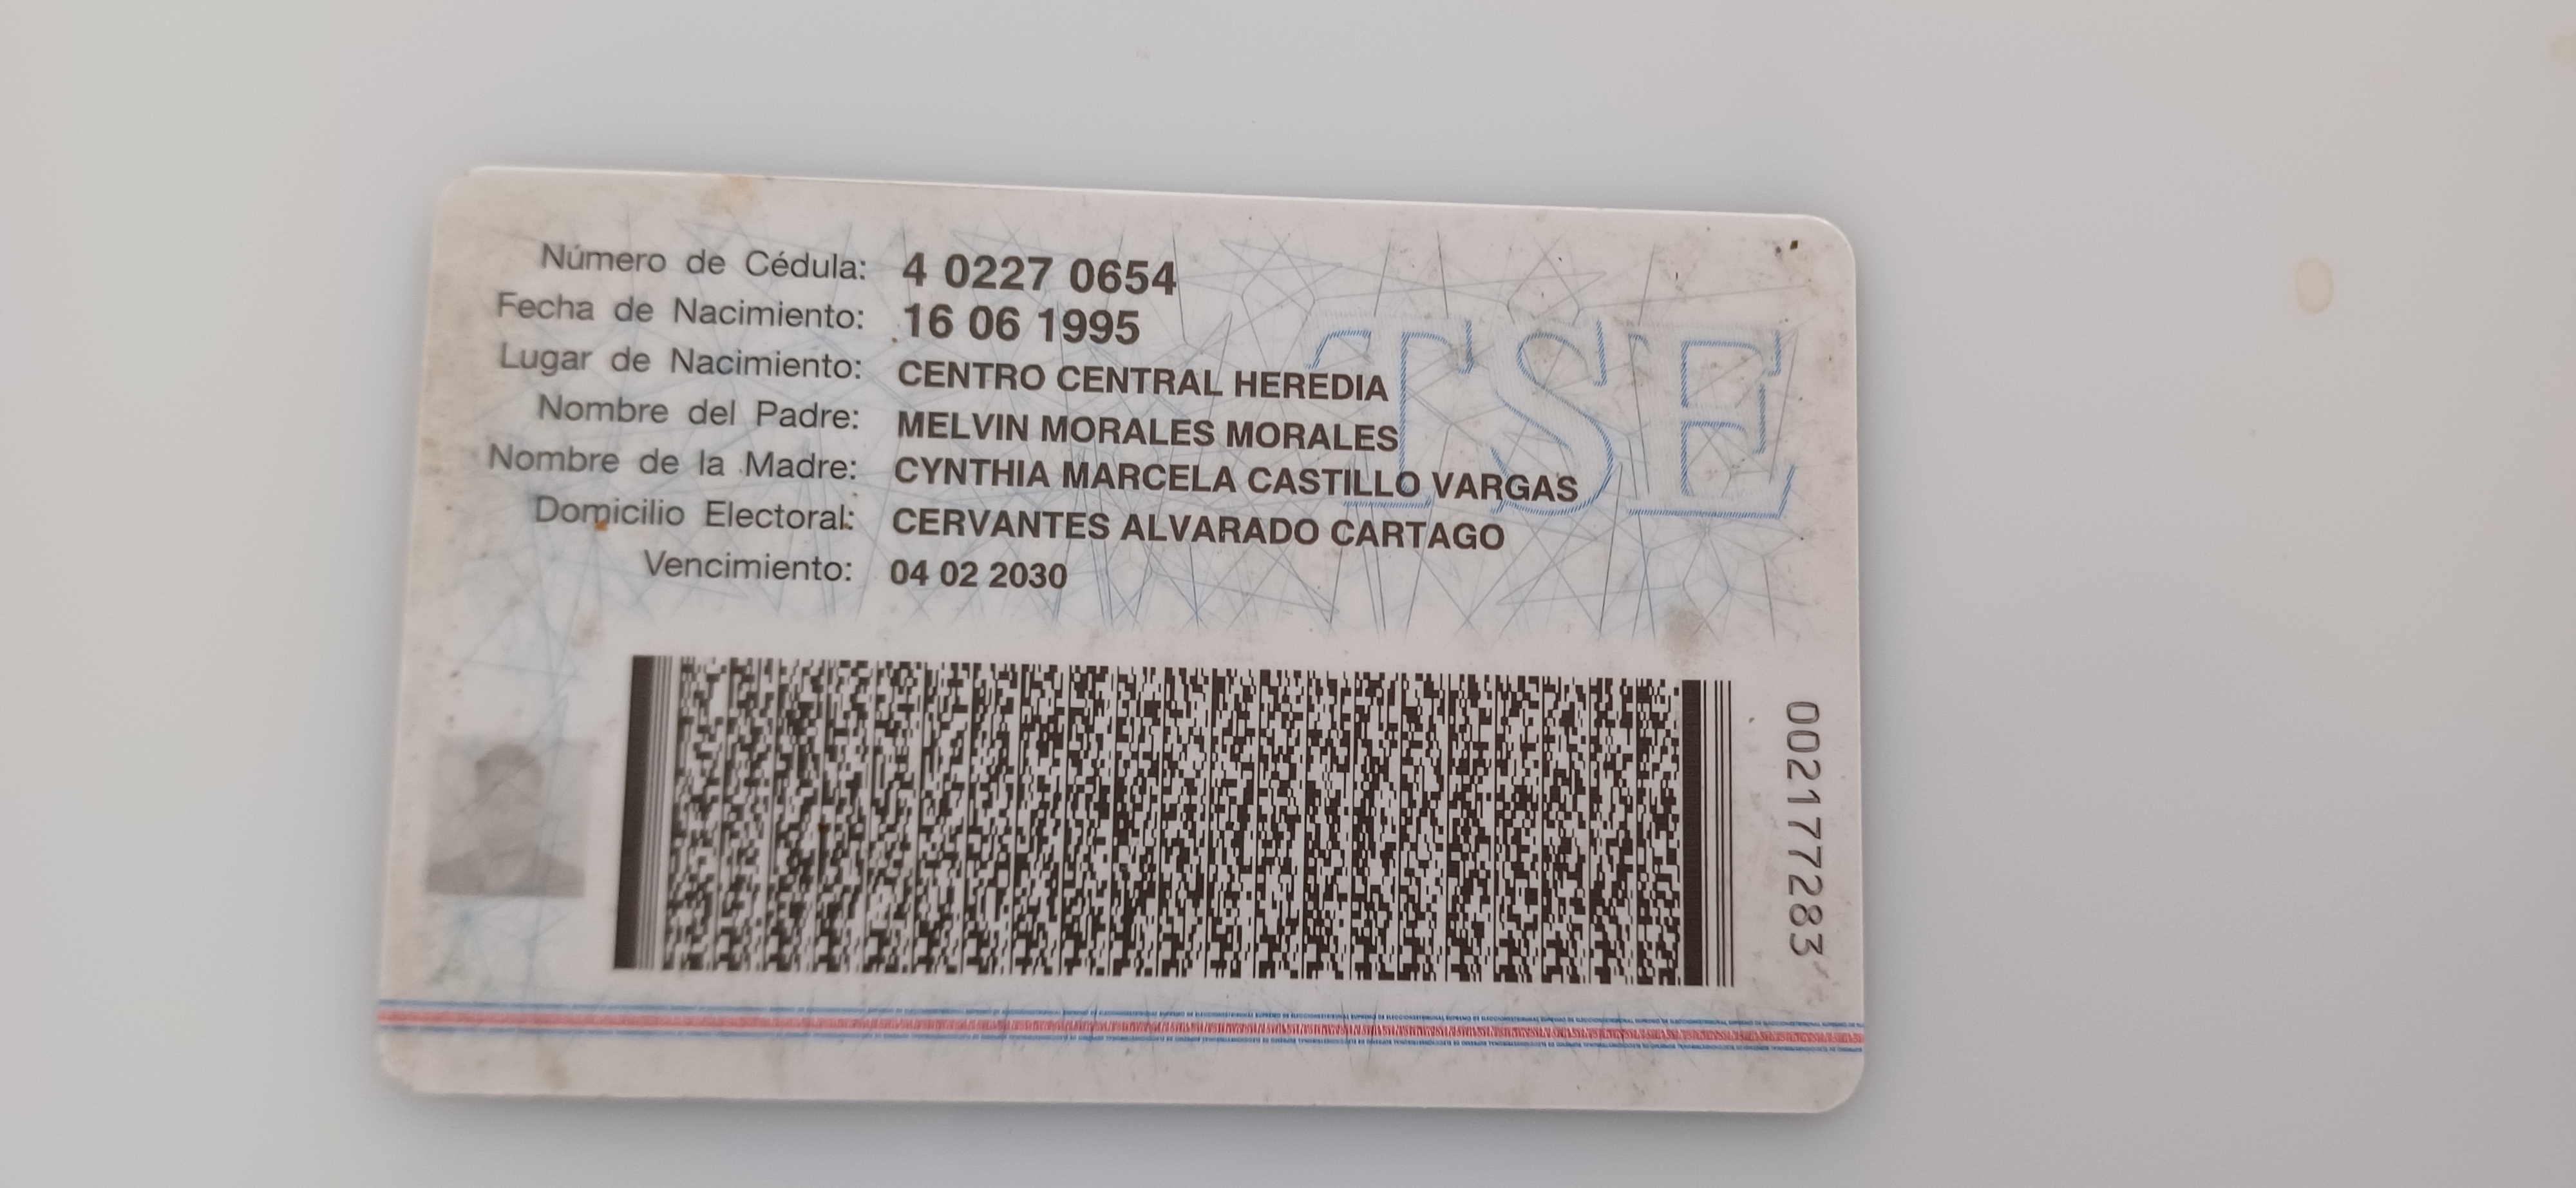 Número de Cédula: 4 0227 0654
Fecha de Nacimiento: 16 06 1995
Lugar de Nacimiento: CENTRO CENTRAL HEREDIA
Nombre del Padre: MELVIN MORALES MORALES
Nombre de la Madre: CYNTHIA MARCELA CASTILLO VARGAS
Domicilio Electoral: CERVANTES ALVARADO CARTAGO
Vencimiento: 04 02 2030
TSE
002177283